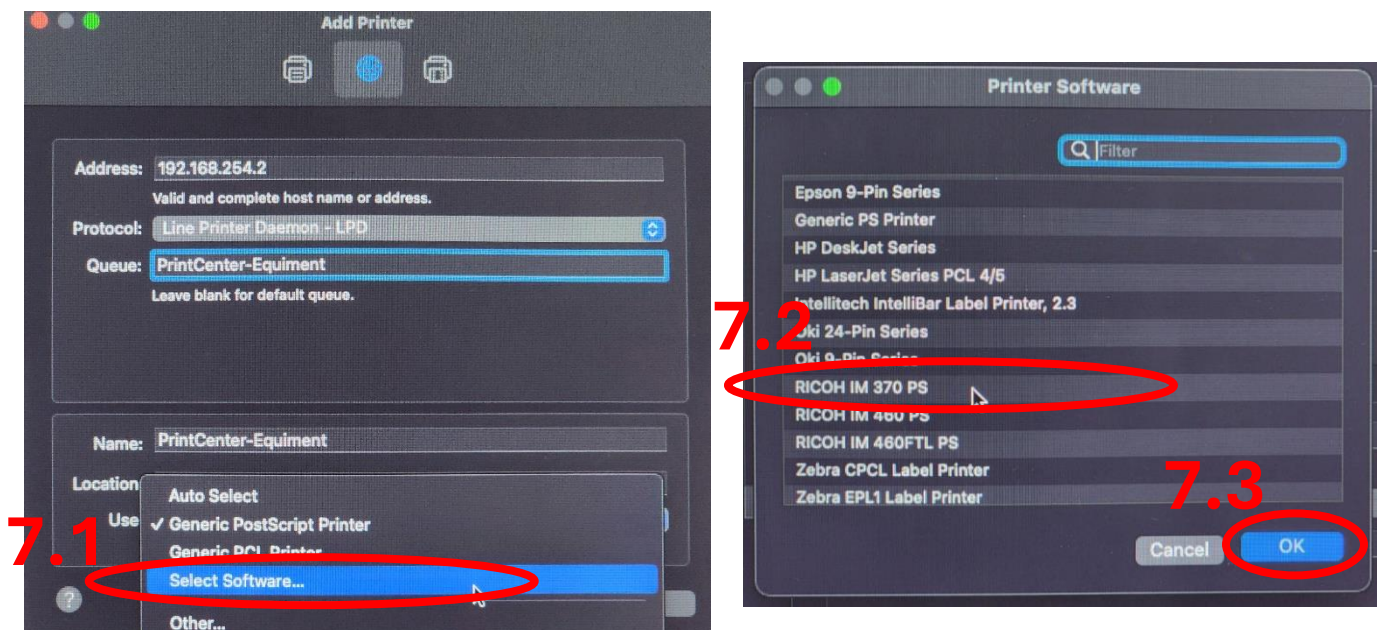 Add Printer
Address: 192.168.254.2
Valid and complete host name or address.
Protocol: Line Printer Daemon - LPD
Queue: PrintCenter-Equiment
Leave blank for default queue.
Name: PrintCenter-Equiment
Location
Auto Select
Use ✓ Generic PostScript Printer
Generic PCL Printer
7.1
Select Software...
?
Other...
Printer Software
Filter
Epson 9-Pin Series
Generic PS Printer
HP DeskJet Series
HP LaserJet Series PCL 4/5
Intellitech IntelliBar Label Printer, 2.3
7.2
Oki 24-Pin Series
Oki 9-Pin Series
RICOH IM 370 PS
RICOH IM 460 PS
RICOH IM 460FTL PS
Zebra CPCL Label Printer
Zebra EPL1 Label Printer
7.3
Cancel
OK